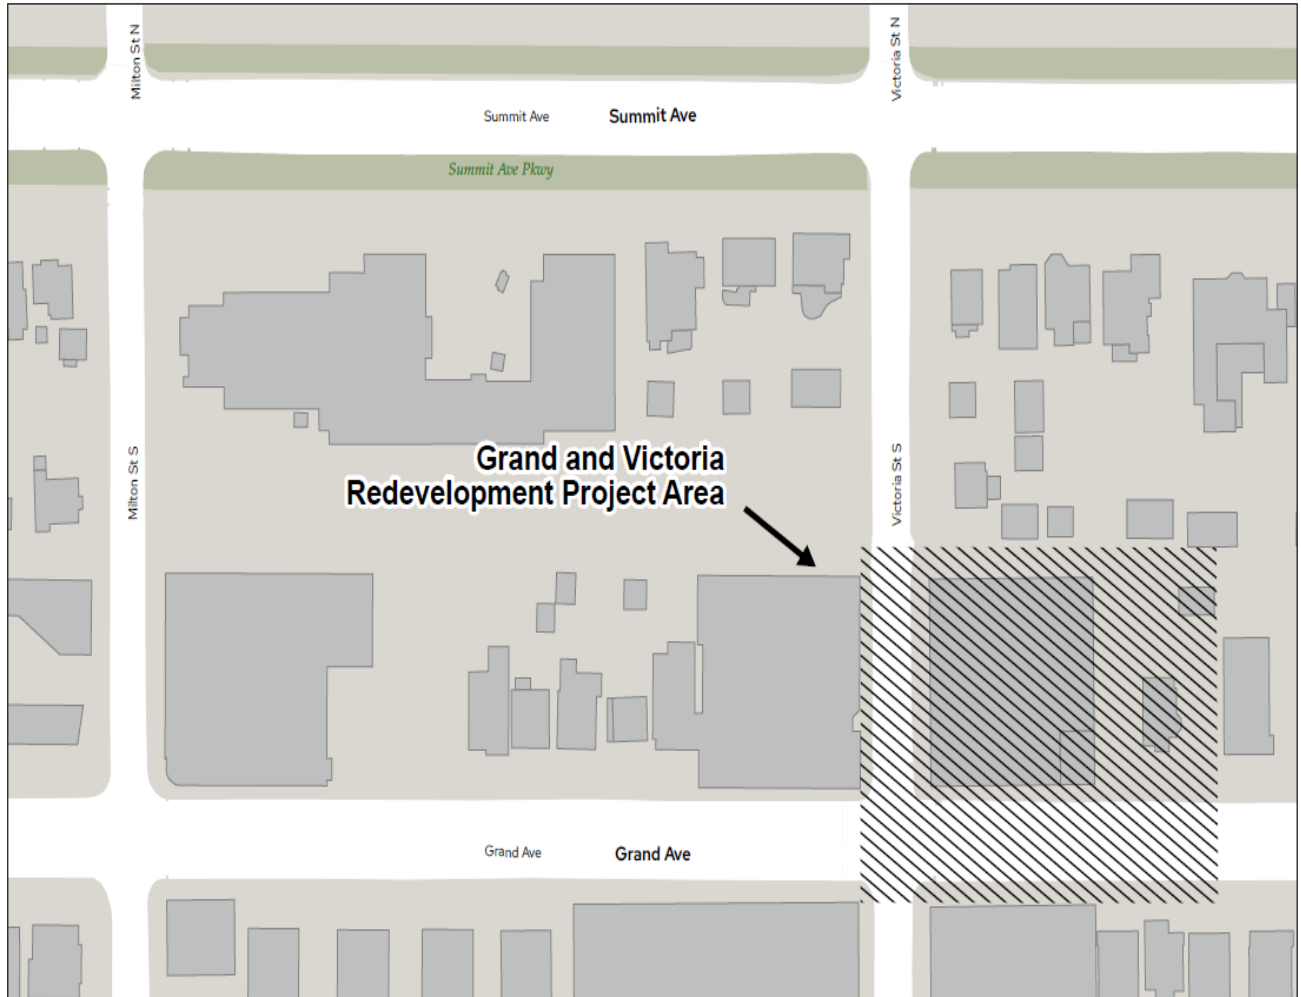 Milton St N
Victoria St N
Summit Ave
Summit Ave
Summit Ave Pkwy
Grand and Victoria
Redevelopment Project Area
Milton St S
Victoria St S
Grand Ave
Grand Ave